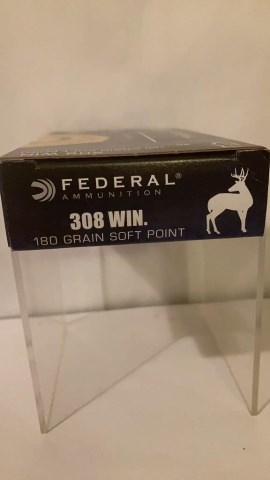 FEDERAL®
AMMUNITION
308 WIN.
180 GRAIN SOFT POINT